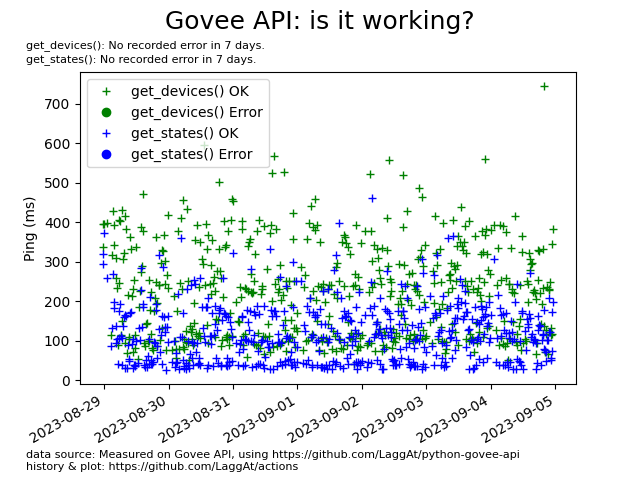 Govee API: is it working?
get_devices(): No recorded error in 7 days.
get_states(): No recorded error in 7 days.
get_devices() OK
get_devices() Error
get_states() OK
get_states() Error
Ping (ms)
700
600
500
400
300
200
100
0
2023-08-29
2023-08-30
2023-08-31
2023-09-01
2023-09-02
2023-09-03
2023-09-04
2023-09-05
data source: Measured on Govee API, using https://github.com/LaggAt/python-govee-api
history & plot: https://github.com/LaggAt/actions